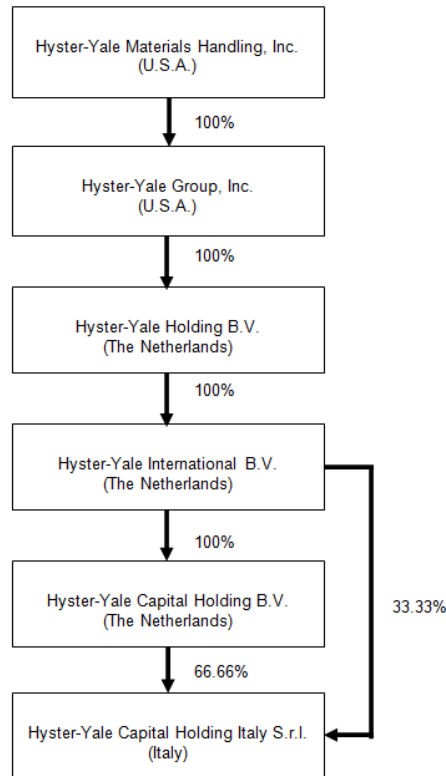 Hyster-Yale Materials Handling, Inc.
(U.S.A.)
100%
Hyster-Yale Group, Inc.
(U.S.A.)
100%
Hyster-Yale Holding B.V.
(The Netherlands)
100%
Hyster-Yale International B.V.
(The Netherlands)
100%
Hyster-Yale Capital Holding B.V.
(The Netherlands)
33.33%
66.66%
Hyster-Yale Capital Holding Italy S.r.l.
(Italy)